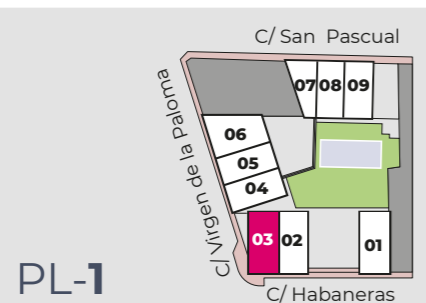 C/ San Pascual
07 08 09
C/ Virgen de la Paloma
06
05
04
03 02 01
PL-1
C/ Habaneras